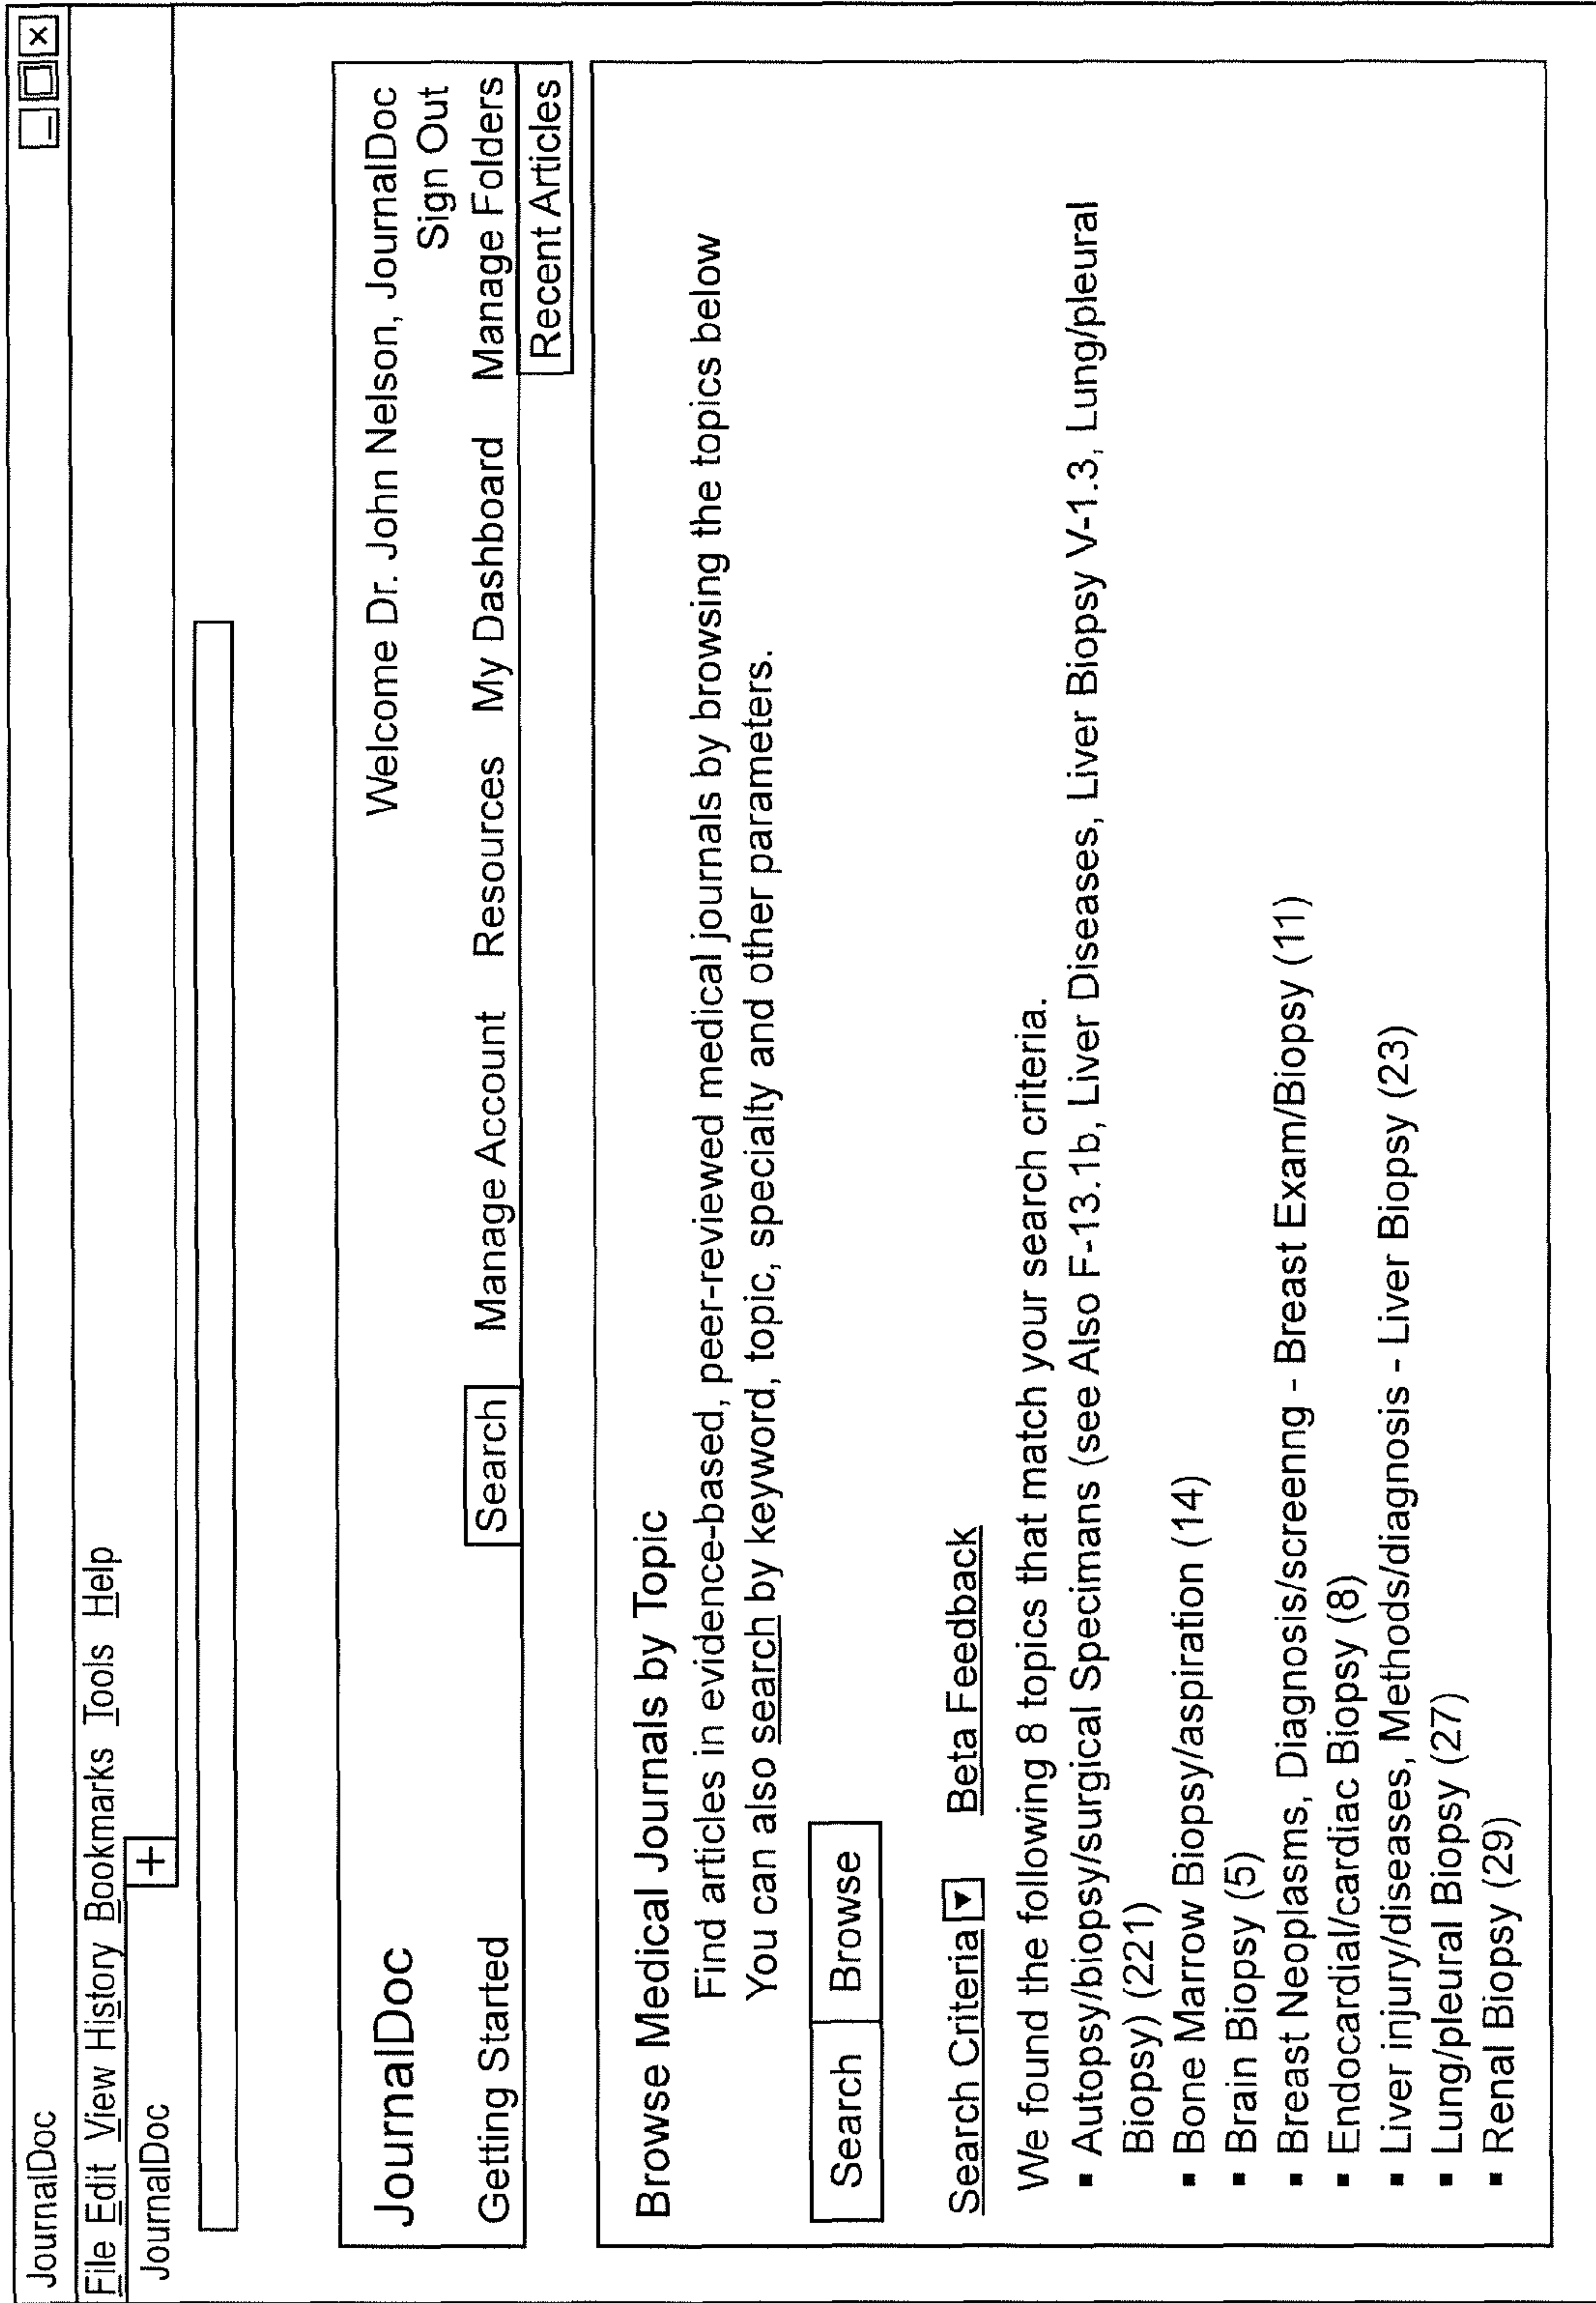 JournalDoc
File Edit View History Bookmarks Tools Help
JournalDoc +
Welcome Dr. John Nelson, JournalDoc
JournalDoc
Sign Out
Getting Started Search Manage Account Resources My Dashboard Manage Folders
Recent Articles
Browse Medical Journals by Topic
Find articles in evidence-based, peer-reviewed medical journals by browsing the topics below
You can also search by keyword, topic, specialty and other parameters.
Search Browse
Search Criteria Beta Feedback
We found the following 8 topics that match your search criteria.
▪ Autopsy/biopsy/surgical Specimans (see Also F-13.1b, Liver Diseases, Liver Biopsy V-1.3, Lung/pleural
Biopsy) (221)
▪ Bone Marrow Biopsy/aspiration (14)
▪ Brain Biopsy (5)
▪ Breast Neoplasms, Diagnosis/screenng - Breast Exam/Biopsy (11)
▪ Endocardial/cardiac Biopsy (8)
▪ Liver injury/diseases, Methods/diagnosis - Liver Biopsy (23)
▪ Lung/pleural Biopsy (27)
▪ Renal Biopsy (29)